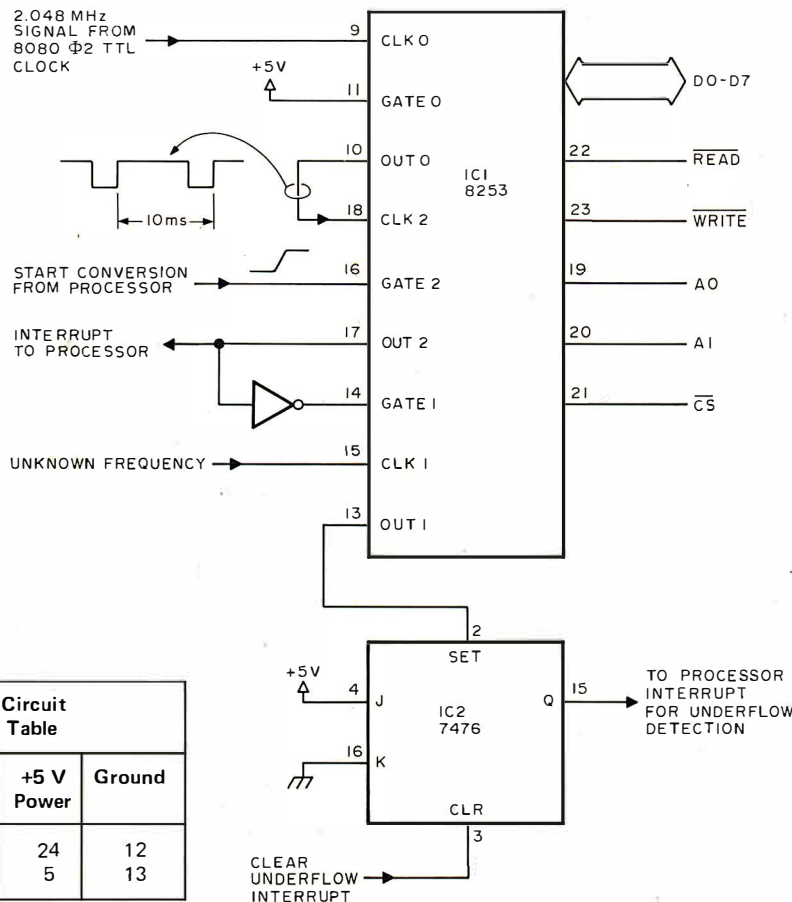 2.048 MHz
SIGNAL FROM
8080 Φ2 TTL
CLOCK
9
CLK 0
+5V
11
GATE 0
10
OUT 0
10ms
18
CLK 2
START CONVERSION
FROM PROCESSOR
16
GATE 2
INTERRUPT
TO PROCESSOR
17
OUT 2
14
GATE 1
UNKNOWN FREQUENCY
15
CLK 1
13
OUT 1
IC1
8253
D0-D7
22
READ
23
WRITE
19
A0
20
A1
21
CS
2
SET
+5V
4
J
IC2
7476
Q
15
TO PROCESSOR
INTERRUPT
FOR UNDERFLOW
DETECTION
16
K
CLR
3
CLEAR
UNDERFLOW
INTERRUPT
Circuit
Table
+5 V
Power
Ground
24 12
5 13